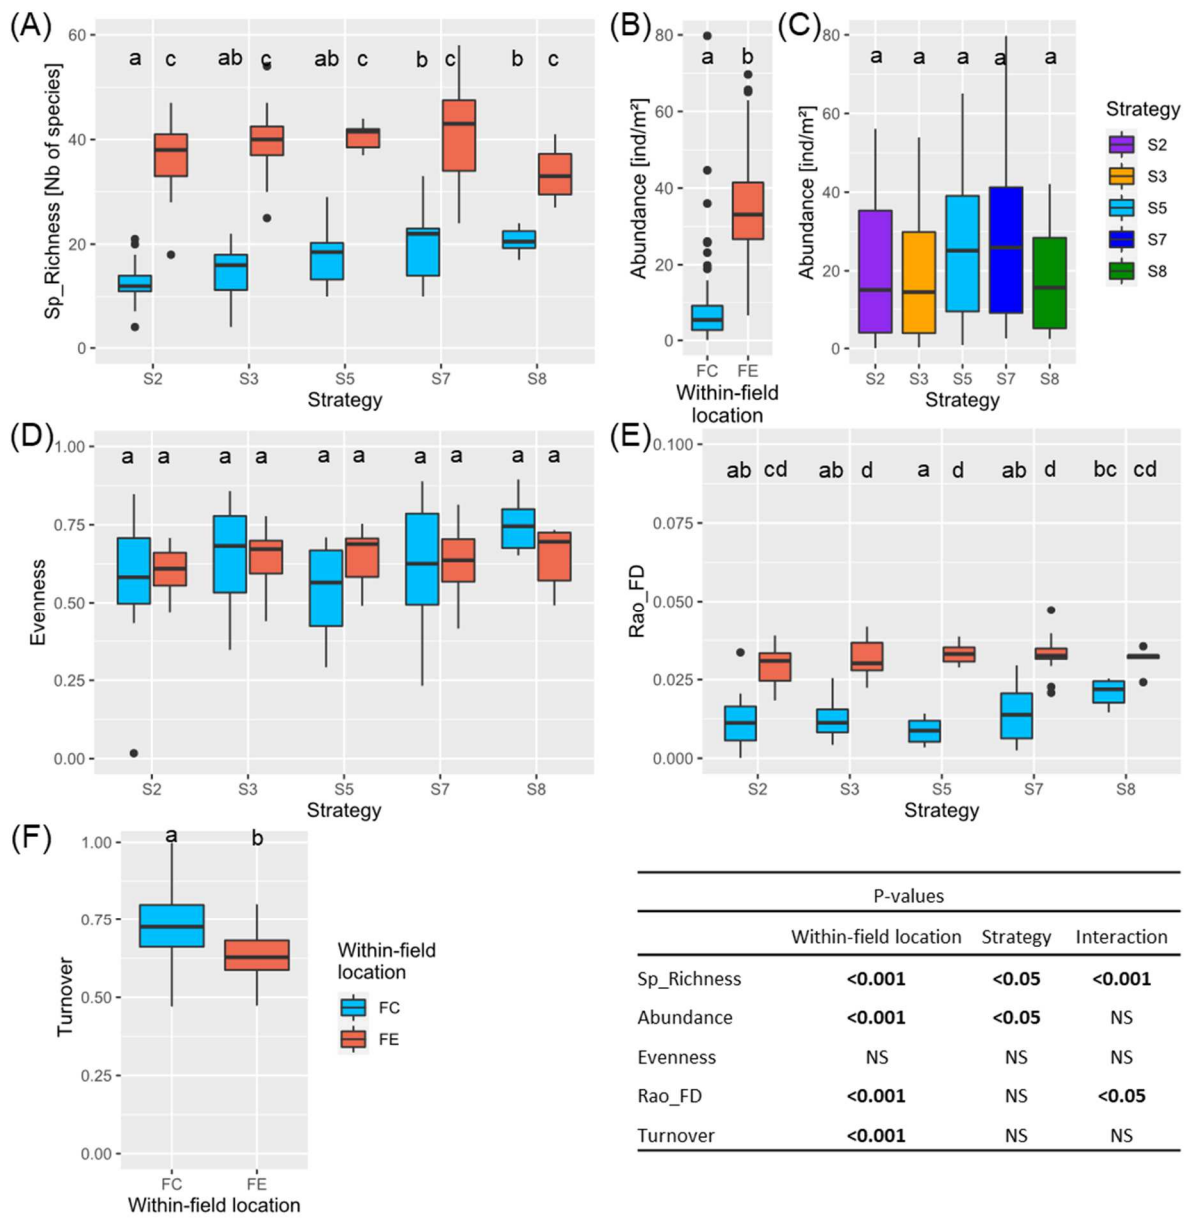 (A)
Sp_Richness [Nb of species]
60
40
20
0
a c ab c ab c b c b c
S2 S3 S5 S7 S8
Strategy
(B)
Abundance [ind/m²]
80
60
40
20
0
a b
FC FE
Within-field
location
(C)
Abundance [ind/m²]
80
60
40
20
0
a a a a a
S2 S3 S5 S7 S8
Strategy
Strategy
S2
S3
S5
S7
S8
(D)
Evenness
1.00
0.75
0.50
0.25
0.00
a a a a a a a a a a
S2 S3 S5 S7 S8
Strategy
(E)
Rao_FD
0.100
0.075
0.050
0.025
0.000
ab cd ab d a d ab d bc cd
S2 S3 S5 S7 S8
Strategy
(F)
Turnover
1.00
0.75
0.50
0.25
0.00
a b
FC FE
Within-field location
Within-field
location
FC
FE
P-values
Within-field location Strategy Interaction
Sp_Richness <0.001 <0.05 <0.001
Abundance <0.001 <0.05 NS
Evenness NS NS NS
Rao_FD <0.001 NS <0.05
Turnover <0.001 NS NS